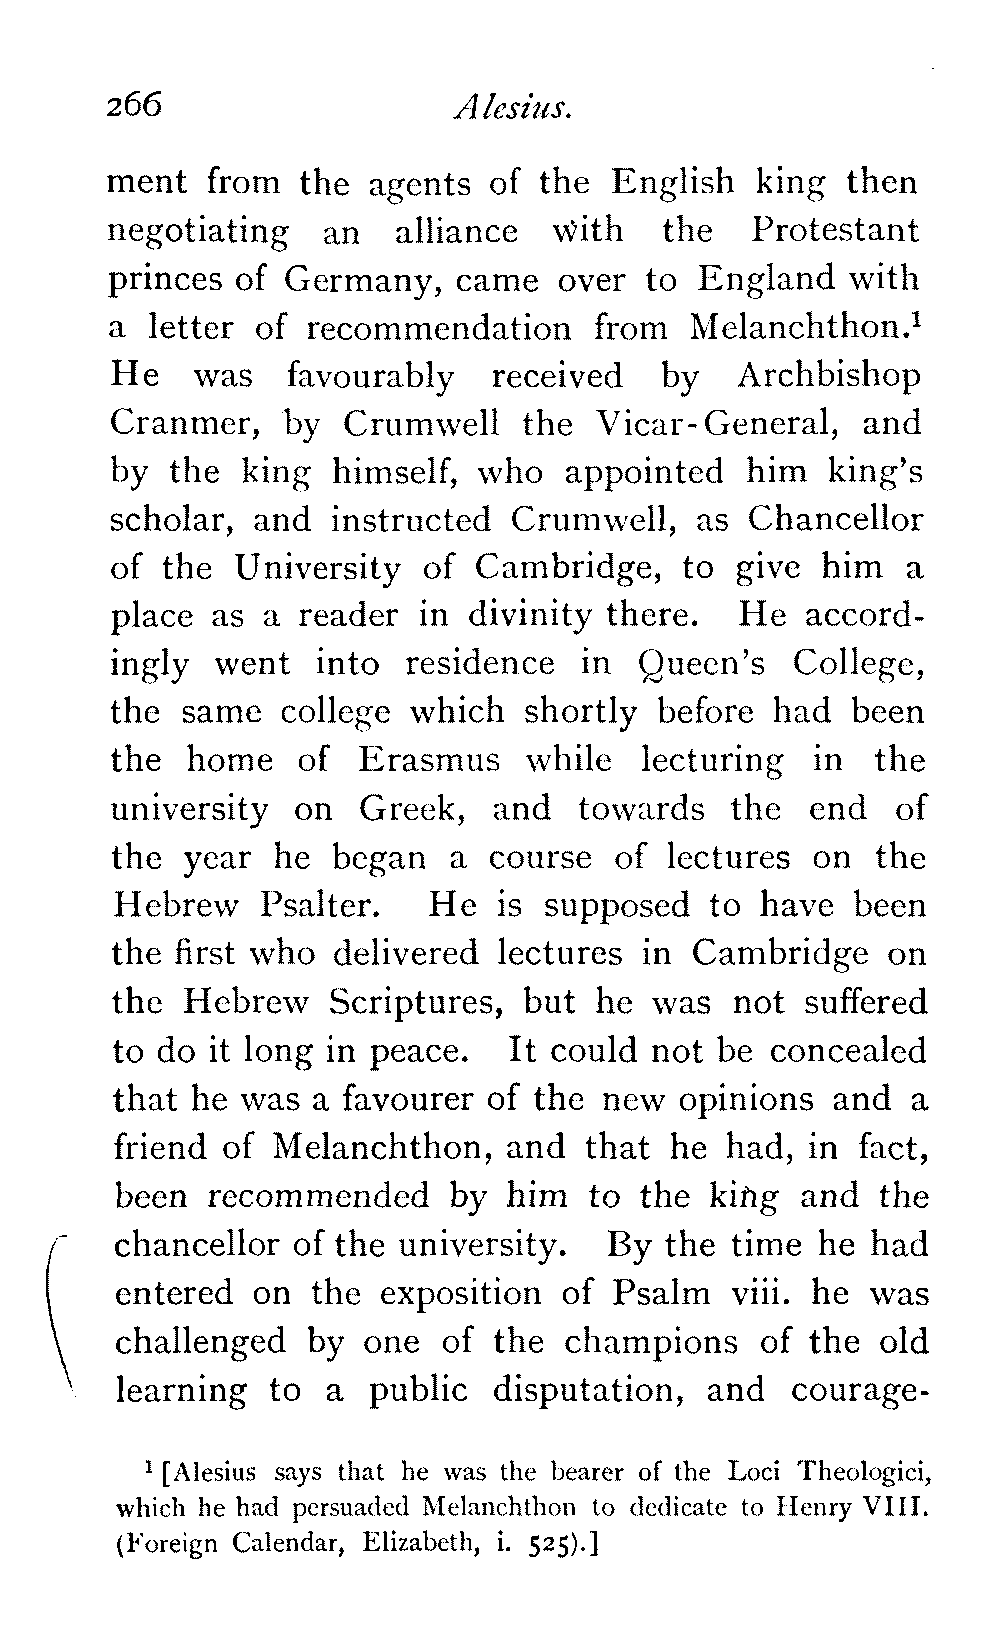 266 Alesius.
ment from the agents of the English king then
negotiating an alliance with the Protestant
princes of Germany, came over to England with
a letter of recommendation from Melanchthon.¹
He was favourably received by Archbishop
Cranmer, by Crumwell the Vicar-General, and
by the king himself, who appointed him king's
scholar, and instructed Crumwell, as Chancellor
of the University of Cambridge, to give him a
place as a reader in divinity there. He accord-
ingly went into residence in Queen's College,
the same college which shortly before had been
the home of Erasmus while lecturing in the
university on Greek, and towards the end of
the year he began a course of lectures on the
Hebrew Psalter. He is supposed to have been
the first who delivered lectures in Cambridge on
the Hebrew Scriptures, but he was not suffered
to do it long in peace. It could not be concealed
that he was a favourer of the new opinions and a
friend of Melanchthon, and that he had, in fact,
been recommended by him to the king and the
chancellor of the university. By the time he had
entered on the exposition of Psalm viii. he was
challenged by one of the champions of the old
learning to a public disputation, and courage-
¹ [Alesius says that he was the bearer of the Loci Theologici,
which he had persuaded Melanchthon to dedicate to Henry VIII.
(Foreign Calendar, Elizabeth, i. 525).]